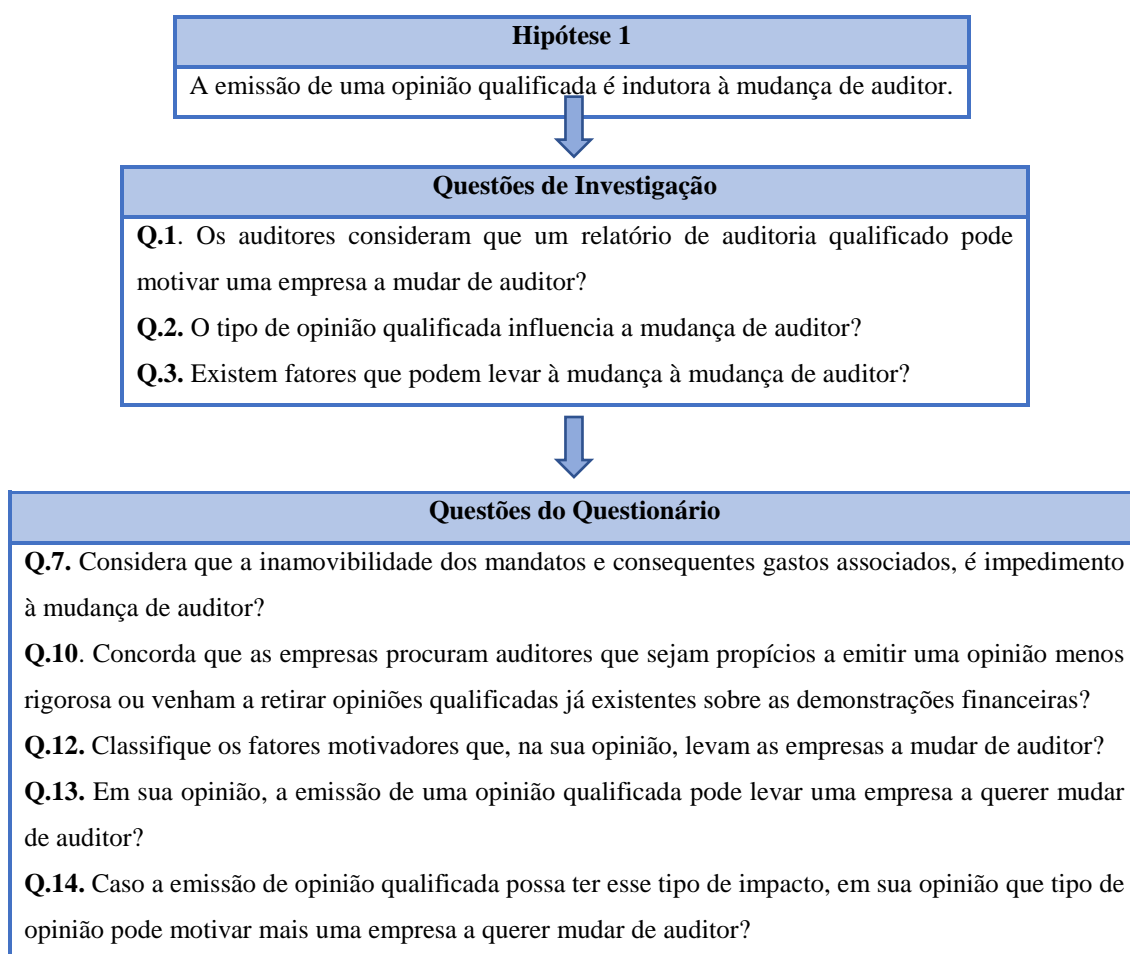 Hipótese 1
A emissão de uma opinião qualificada é indutora à mudança de auditor.
Questões de Investigação
Q.1. Os auditores consideram que um relatório de auditoria qualificado pode
motivar uma empresa a mudar de auditor?
Q.2. O tipo de opinião qualificada influencia a mudança de auditor?
Q.3. Existem fatores que podem levar à mudança à mudança de auditor?
Questões do Questionário
Q.7. Considera que a inamovibilidade dos mandatos e consequentes gastos associados, é impedimento
à mudança de auditor?
Q.10. Concorda que as empresas procuram auditores que sejam propícios a emitir uma opinião menos
rigorosa ou venham a retirar opiniões qualificadas já existentes sobre as demonstrações financeiras?
Q.12. Classifique os fatores motivadores que, na sua opinião, levam as empresas a mudar de auditor?
Q.13. Em sua opinião, a emissão de uma opinião qualificada pode levar uma empresa a querer mudar
de auditor?
Q.14. Caso a emissão de opinião qualificada possa ter esse tipo de impacto, em sua opinião que tipo de
opinião pode motivar mais uma empresa a querer mudar de auditor?